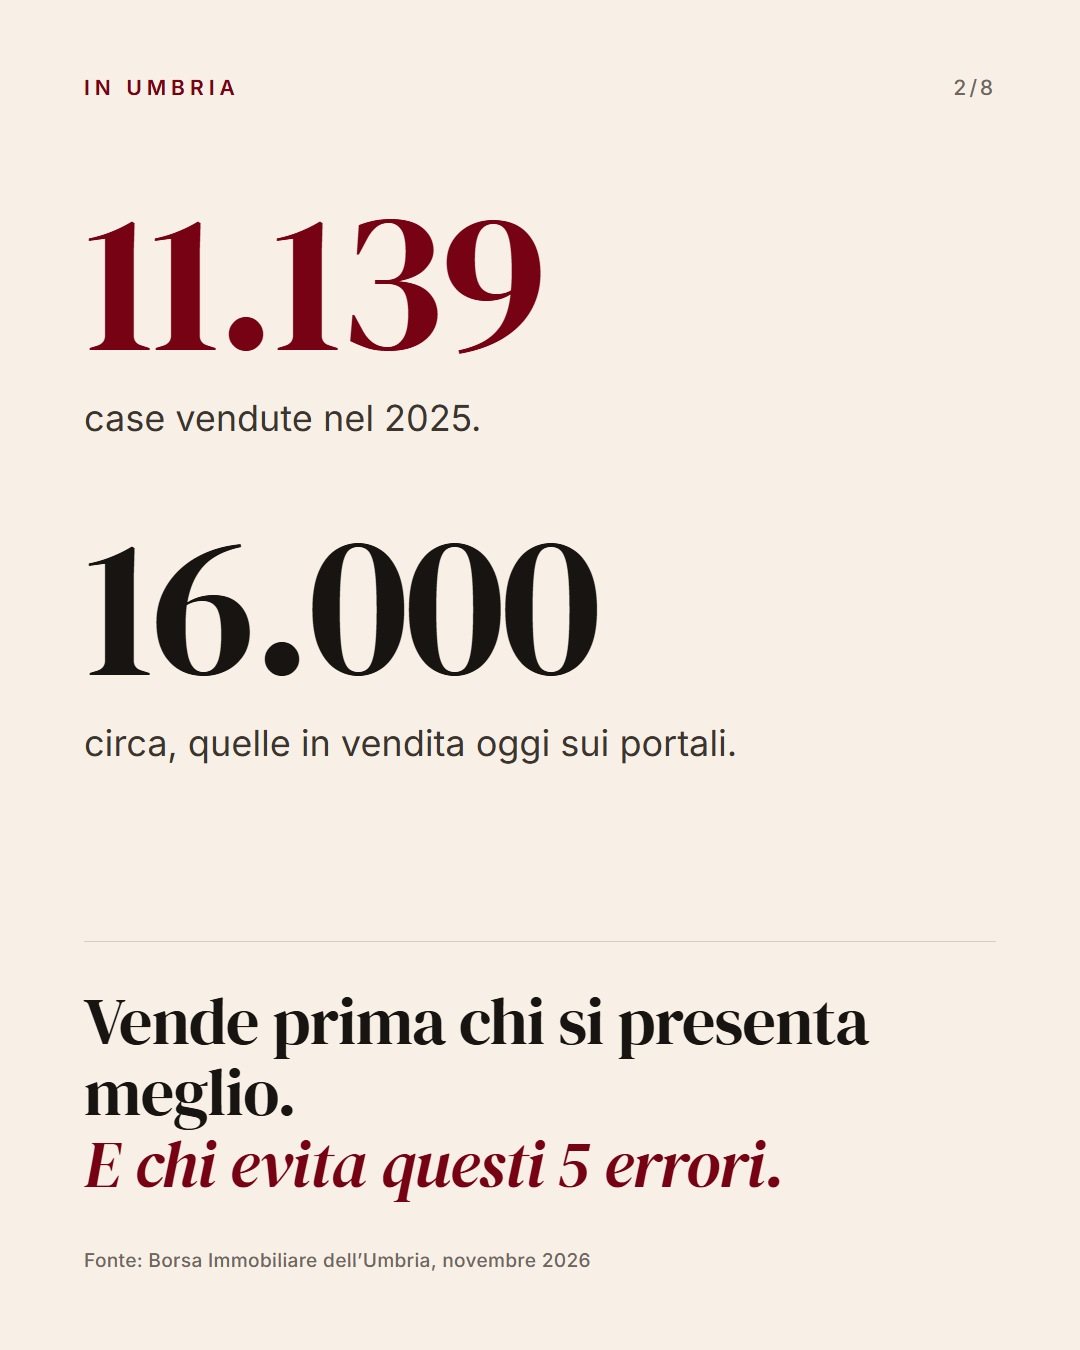 IN UMBRIA
2/8
11.139
case vendute nel 2025.
16.000
circa, quelle in vendita oggi sui portali.
Vende prima chi si presenta
meglio.
E chi evita questi 5 errori.
Fonte: Borsa Immobiliare dell’Umbria, novembre 2026